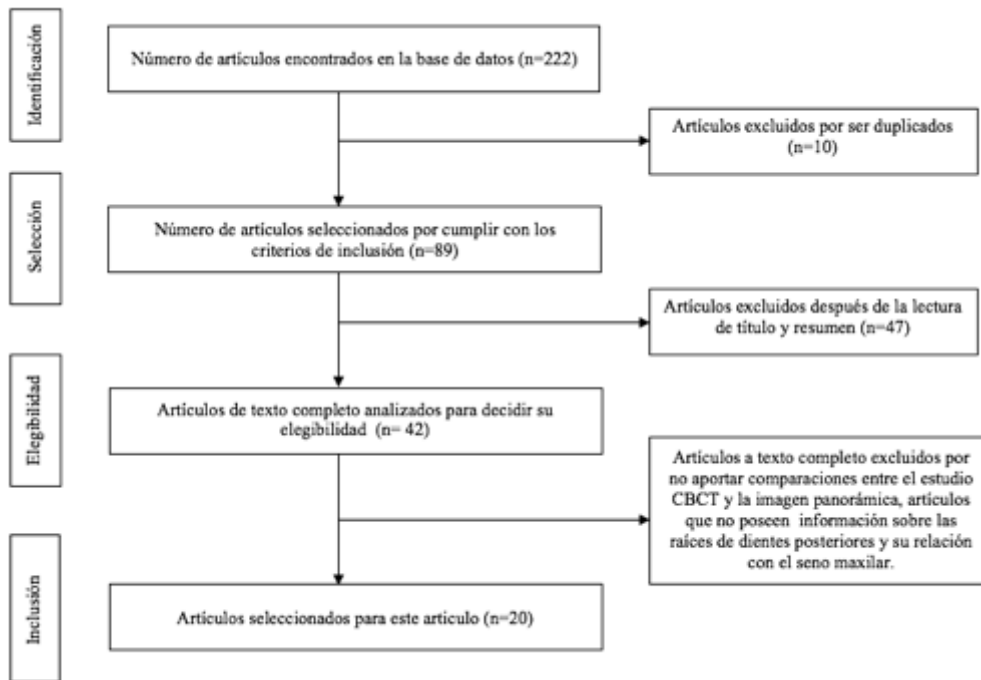 Identificación
Número de artículos encontrados en la base de datos (n=222)
Artículos excluidos por ser duplicados
(n=10)
Selección
Número de artículos seleccionados por cumplir con los
criterios de inclusión (n=89)
Artículos excluidos después de la lectura
de título y resumen (n=47)
Elegibilidad
Artículos de texto completo analizados para decidir su
elegibilidad (n= 42)
Artículos a texto completo excluidos por
no aportar comparaciones entre el estudio
CBCT y la imagen panorámica, artículos
que no poseen información sobre las
raíces de dientes posteriores y su relación
con el seno maxilar.
Inclusión
Artículos seleccionados para este articulo (n=20)